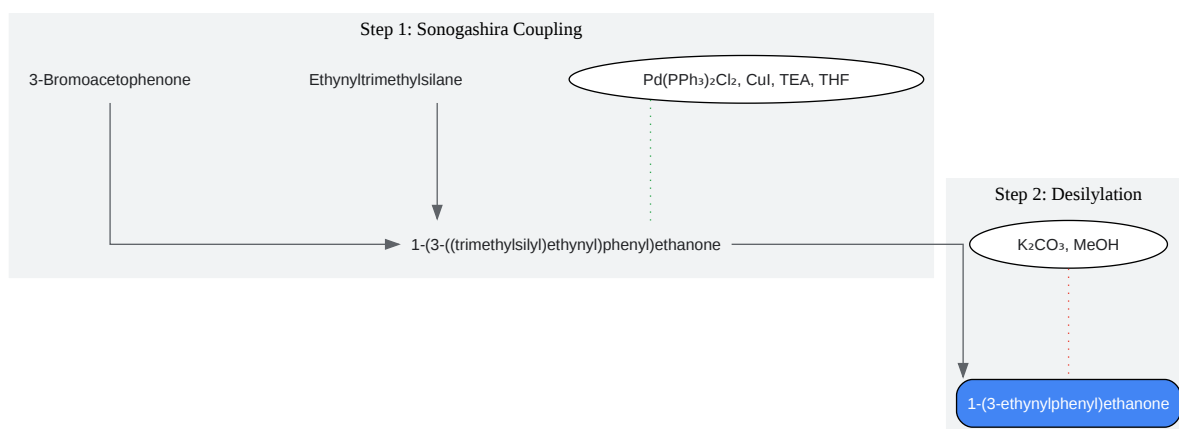 Step 1: Sonogashira Coupling
3-Bromoacetophenone
Ethynyltrimethylsilane
Pd(PPh₃)₂Cl₂, CuI, TEA, THF
1-(3-((trimethylsilyl)ethynyl)phenyl)ethanone
Step 2: Desilylation
K₂CO₃, MeOH
1-(3-ethynylphenyl)ethanone